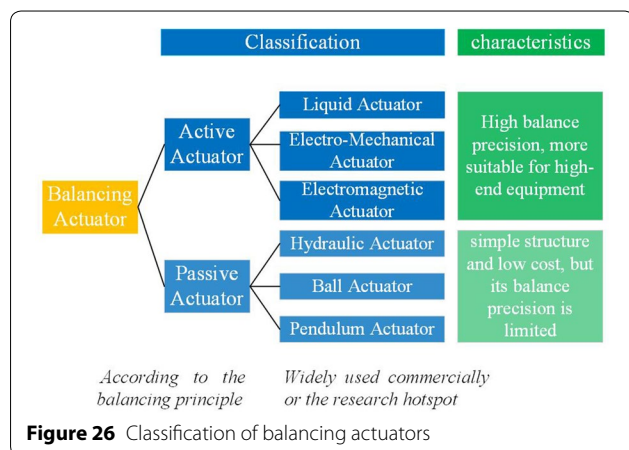 Classification
characteristics
Balancing
Actuator
Active
Actuator
Liquid Actuator
Electro-Mechanical
Actuator
Electromagnetic
Actuator
High balance
precision, more
suitable for high-
end equipment
Passive
Actuator
Hydraulic Actuator
Ball Actuator
Pendulum Actuator
simple structure
and low cost, but
its balance
precision is
limited
According to the
balancing principle
Widely used commercially
or the research hotspot
Figure 26 Classification of balancing actuators